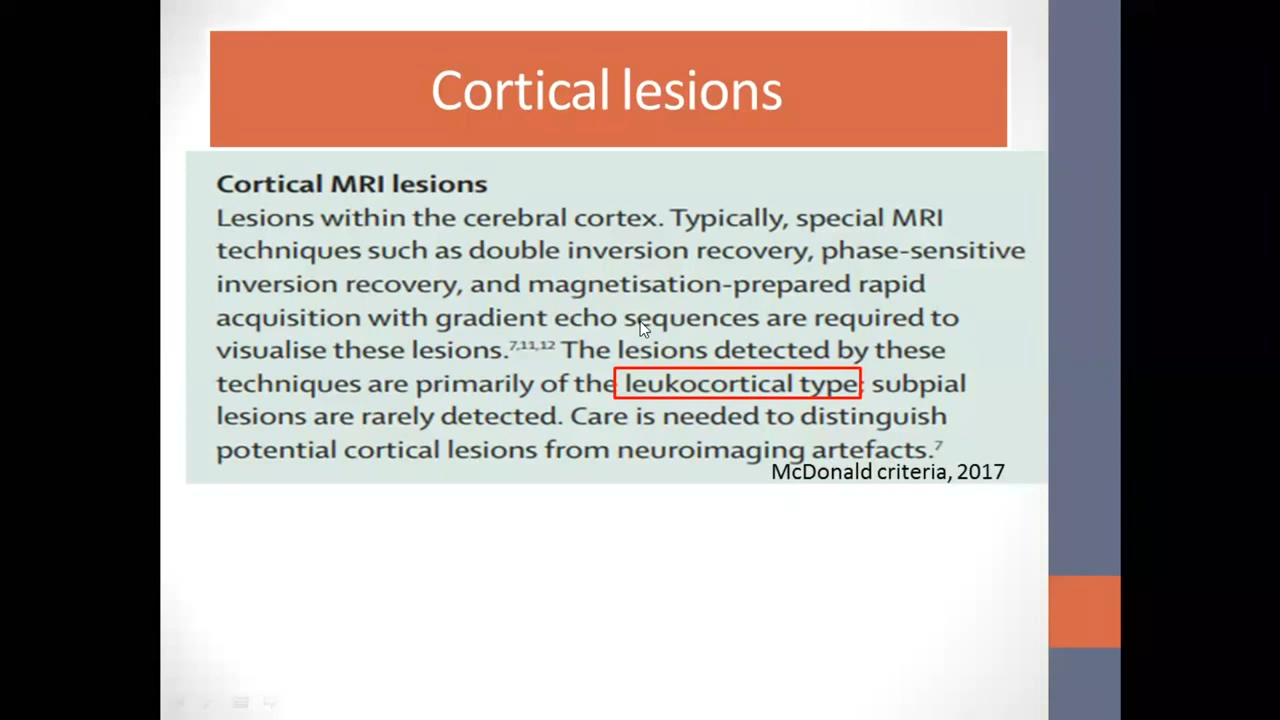 Cortical lesions
Cortical MRI lesions
Lesions within the cerebral cortex. Typically, special MRI
techniques such as double inversion recovery, phase-sensitive
inversion recovery, and magnetisation-prepared rapid
acquisition with gradient echo sequences are required to
visualise these lesions.7,11,12 The lesions detected by these
techniques are primarily of the leukocortical type; subpial
lesions are rarely detected. Care is needed to distinguish
potential cortical lesions from neuroimaging artefacts.7
McDonald criteria, 2017